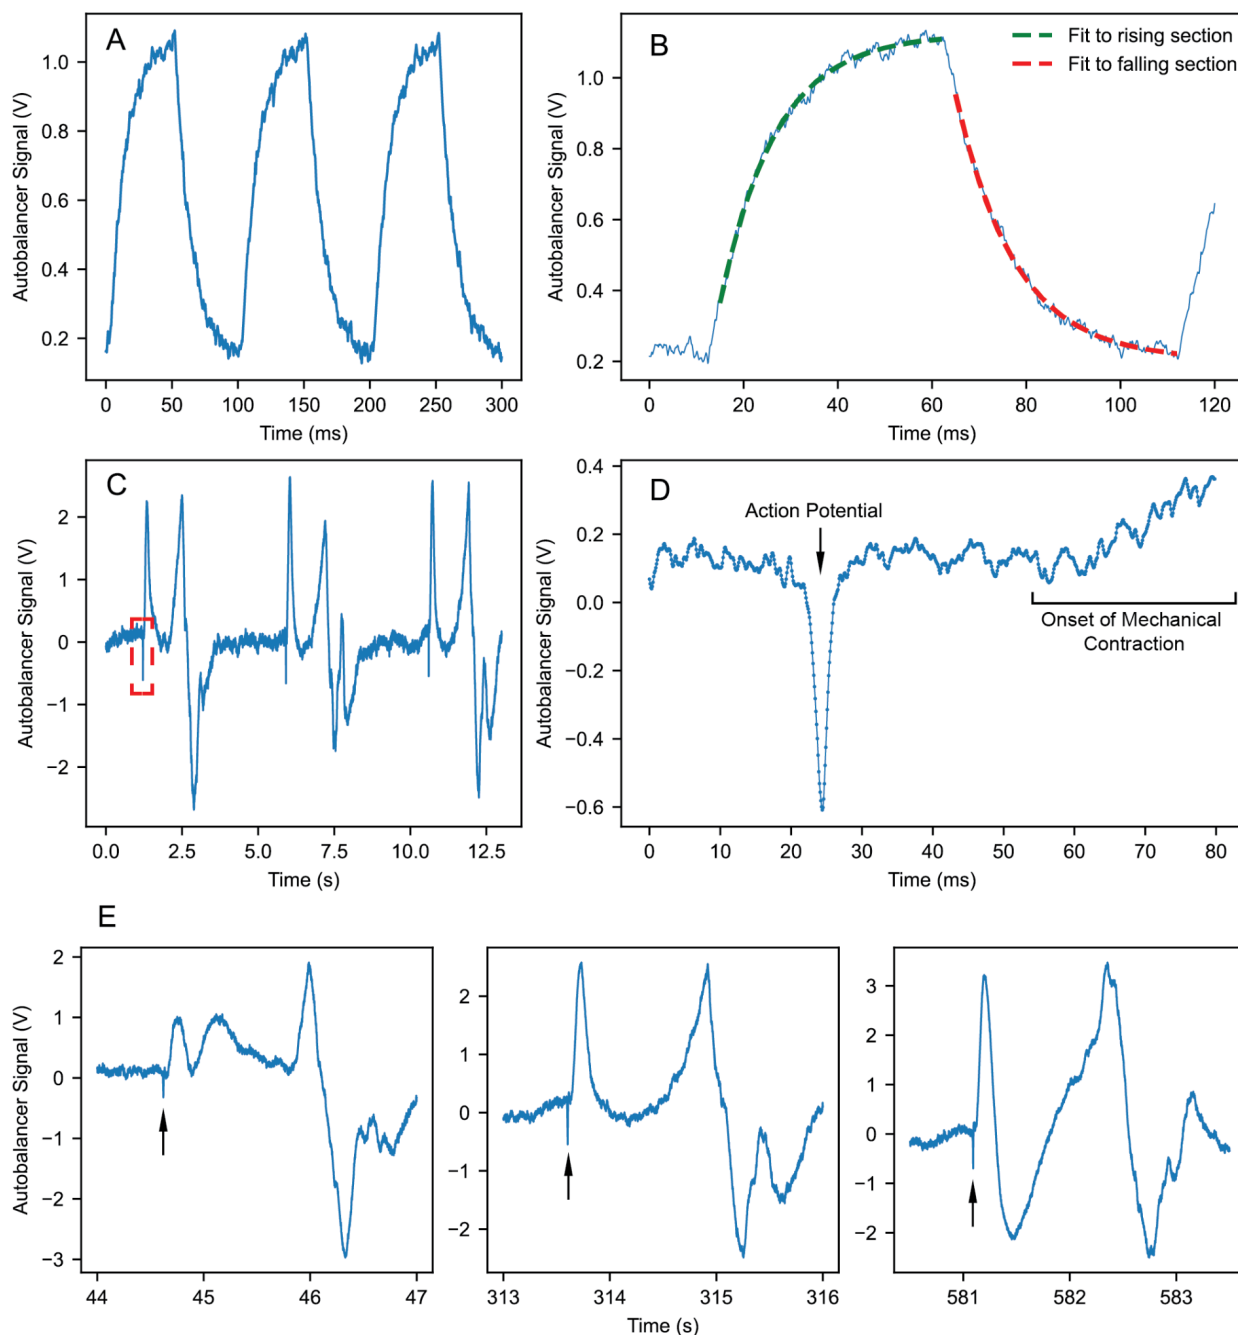 A
Autobalancer Signal (V)
1.0
0.8
0.6
0.4
0.2
0 50 100 150 200 250 300
Time (ms)
B
Fit to rising section
Fit to falling section
Autobalancer Signal (V)
1.0
0.8
0.6
0.4
0.2
0 20 40 60 80 100 120
Time (ms)
C
Autobalancer Signal (V)
2
1
0
−1
−2
0.0 2.5 5.0 7.5 10.0 12.5
Time (s)
D
Action Potential
Onset of Mechanical
Contraction
Autobalancer Signal (V)
0.4
0.2
0.0
−0.2
−0.4
−0.6
0 10 20 30 40 50 60 70 80
Time (ms)
E
Autobalancer Signal (V)
2
1
0
−1
−2
−3
44 45 46 47
2
1
0
−1
−2
313 314 315 316
3
2
1
0
−1
−2
581 582 583
Time (s)